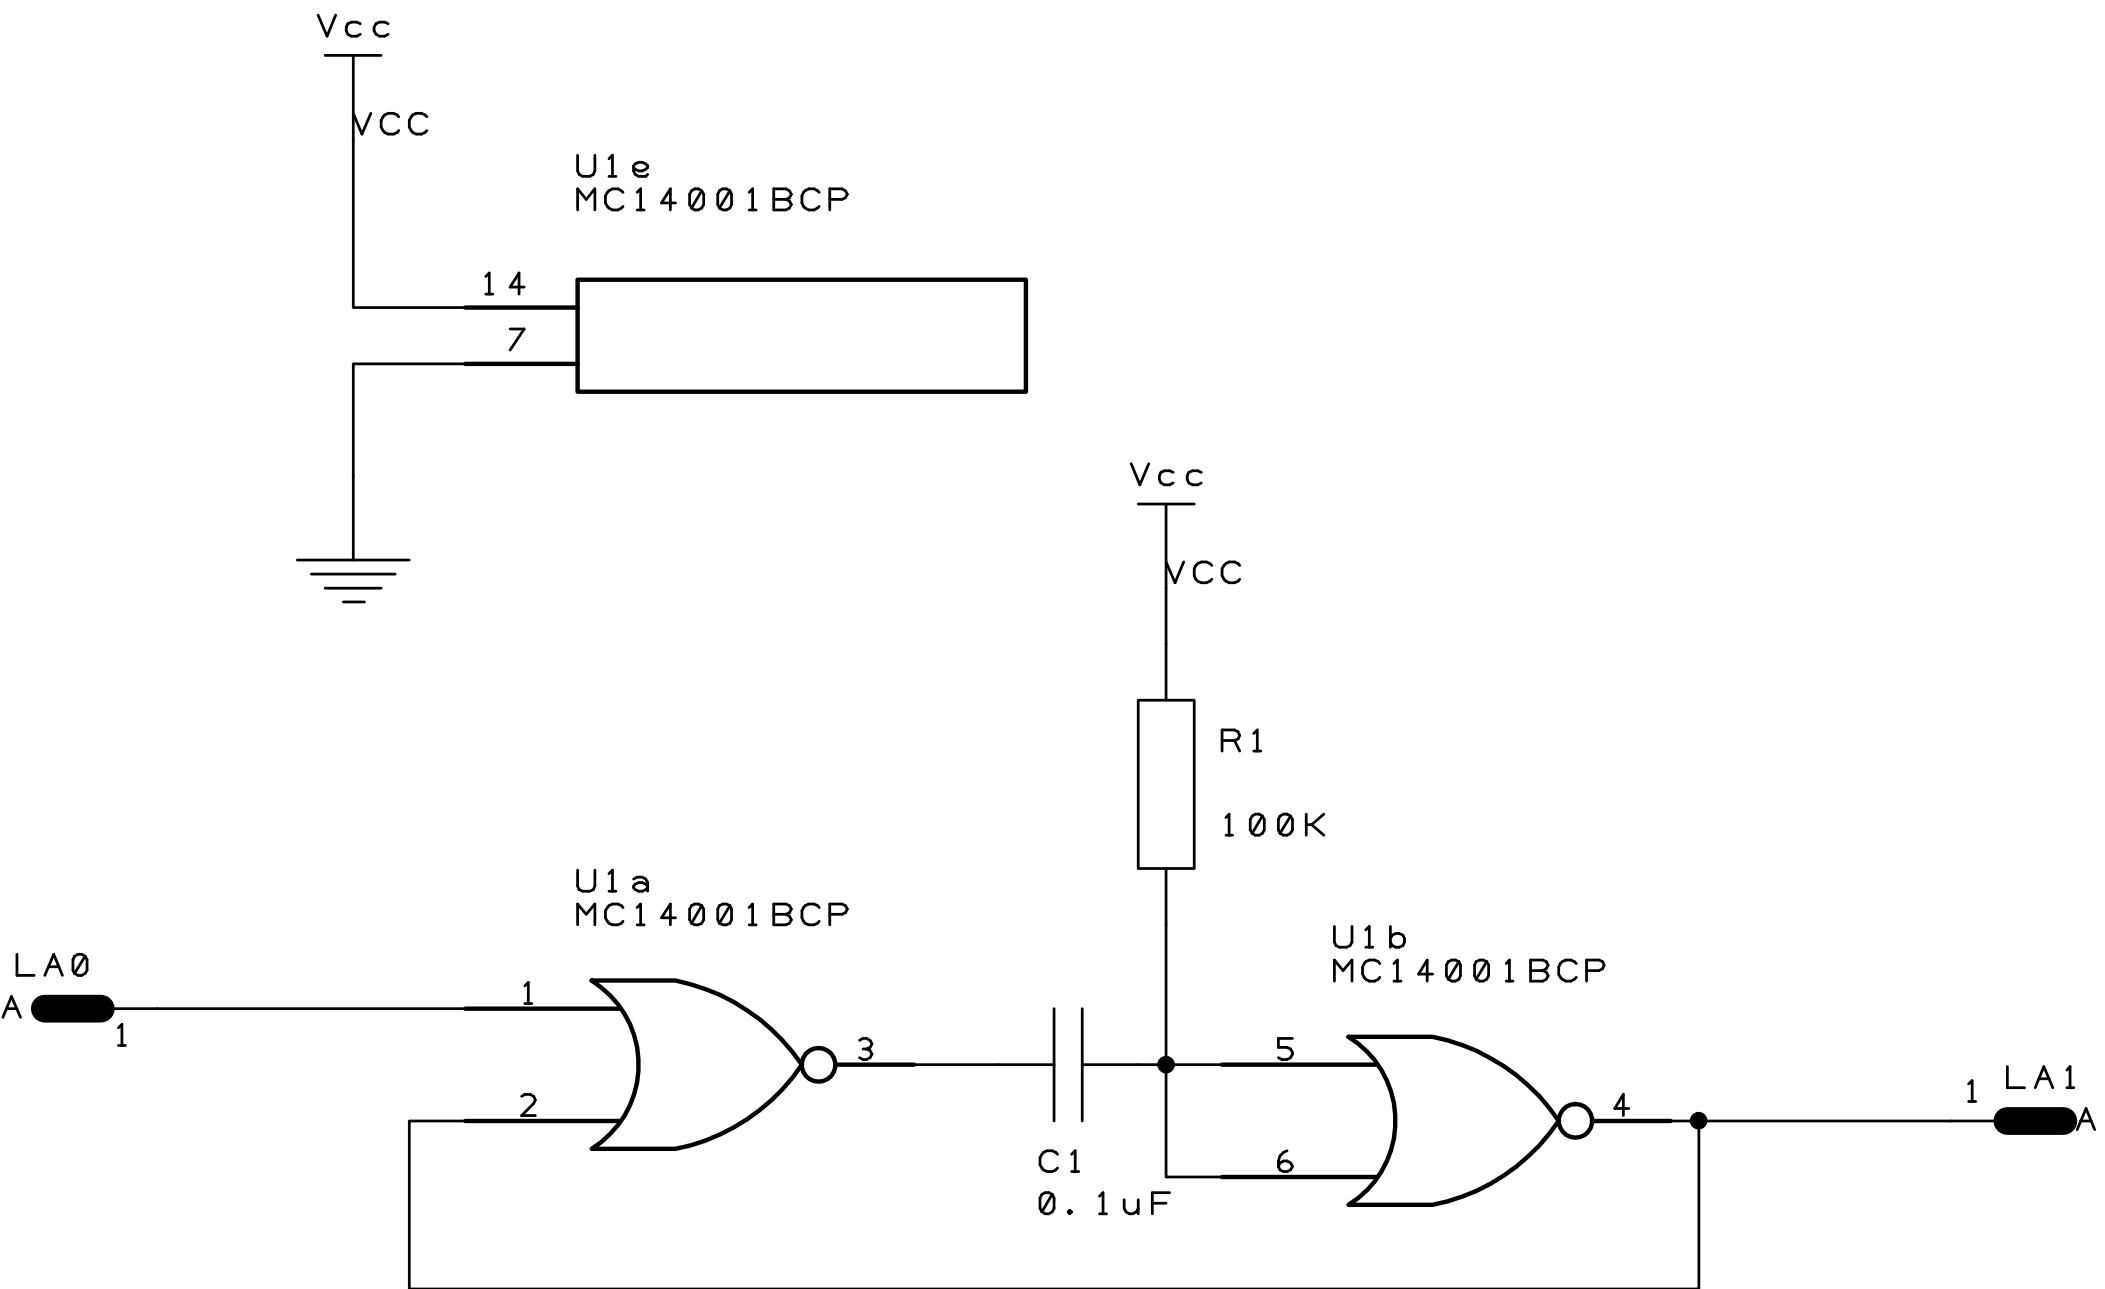 Vcc
VCC
U1e
MC14001BCP
14
7
Vcc
VCC
R1
100K
U1a
MC14001BCP
U1b
MC14001BCP
LA0
A
1
1
2
3
C1
0.1uF
5
6
4
1
LA1
A